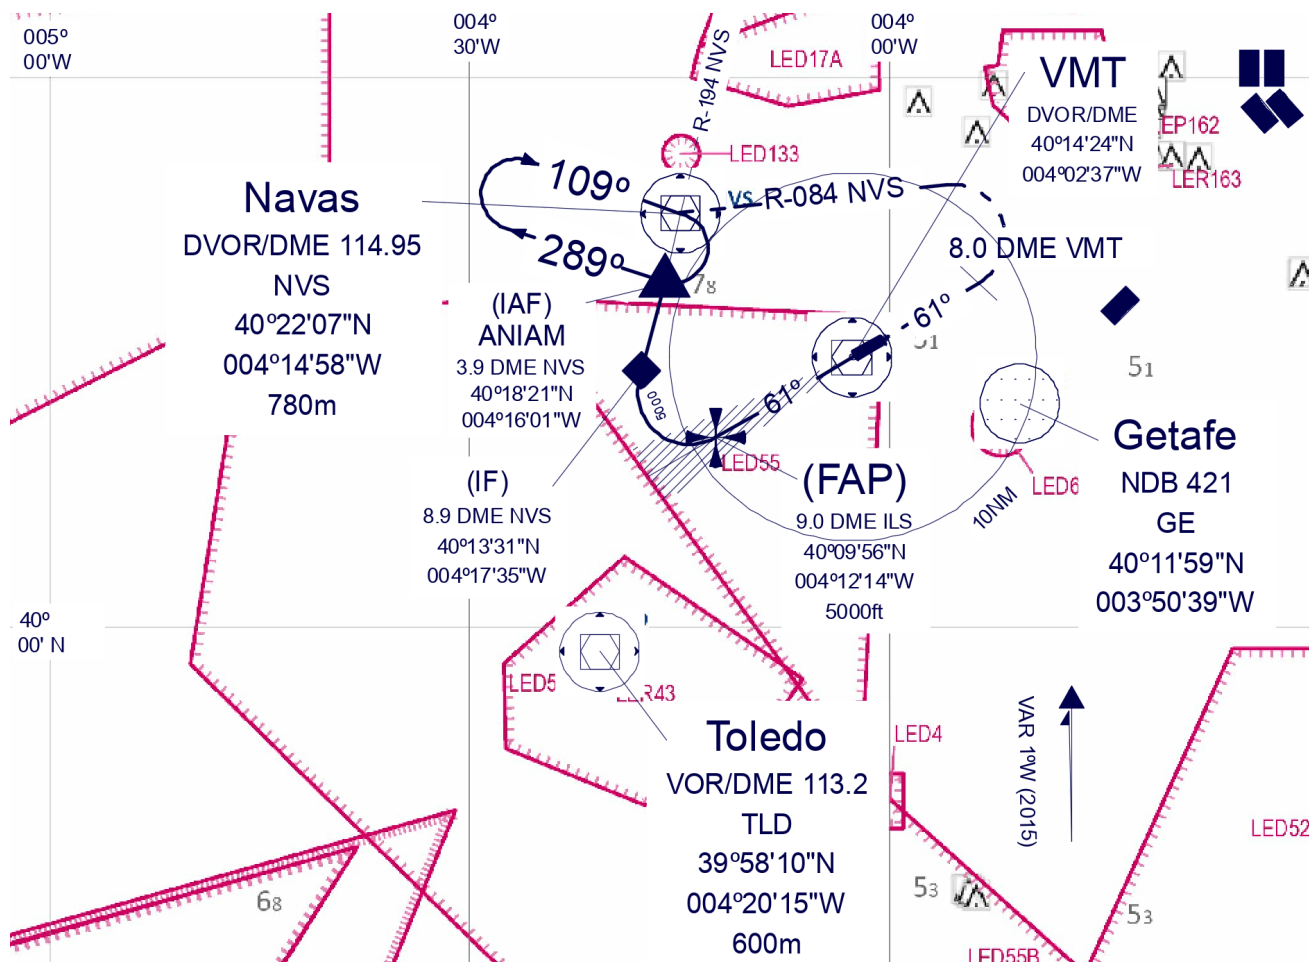 005º
00'W
004º
30'W
004º
00'W
LED17A
R-194 NVS
VMT
DVOR/DME
40º14'24"N
004º02'37"W
EP162
LER163
LED133
109º
R-084 NVS
VS
Navas
DVOR/DME 114.95
NVS
40º22'07"N
004º14'58"W
780m
289º
8.0 DME VMT
78
(IAF)
ANIAM
3.9 DME NVS
40º18'21"N
004º16'01"W
61º
51
51
5000
61º
LED55
(IF)
8.9 DME NVS
40º13'31"N
004º17'35"W
(FAP)
9.0 DME ILS
40º09'56"N
004º12'14"W
5000ft
10NM
LED6
Getafe
NDB 421
GE
40º11'59"N
003º50'39"W
40º
00' N
LED5
R43
Toledo
VOR/DME 113.2
TLD
39º58'10"N
004º20'15"W
600m
LED4
VAR 1ºW (2015)
LED52
68
53
53
LED55B